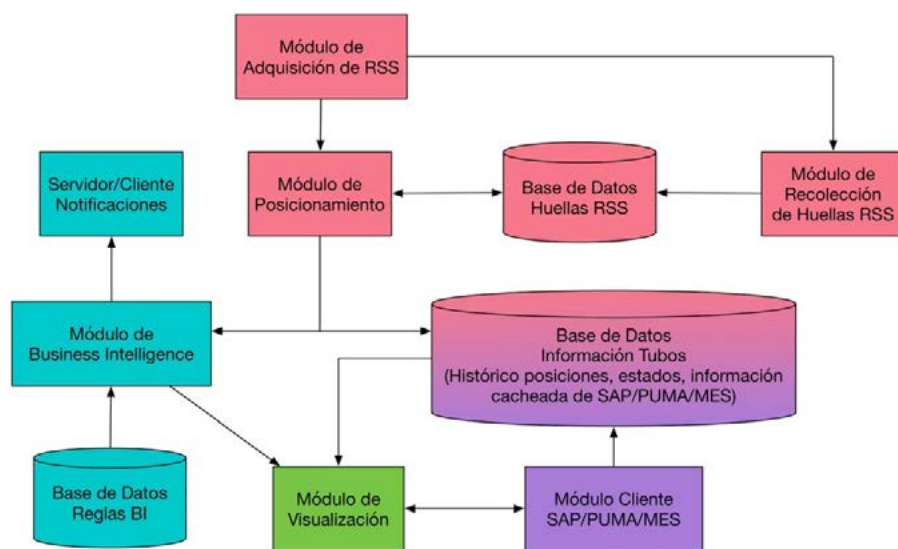 Módulo de
Adquisición de RSS
Servidor/Cliente
Notificaciones
Módulo de
Posicionamiento
Base de Datos
Huellas RSS
Módulo de
Recolección
de Huellas RSS
Módulo de
Business Intelligence
Base de Datos
Información Tubos
(Histórico posiciones, estados, información
cacheada de SAP/PUMA/MES)
Base de Datos
Reglas BI
Módulo de
Visualización
Módulo Cliente
SAP/PUMA/MES